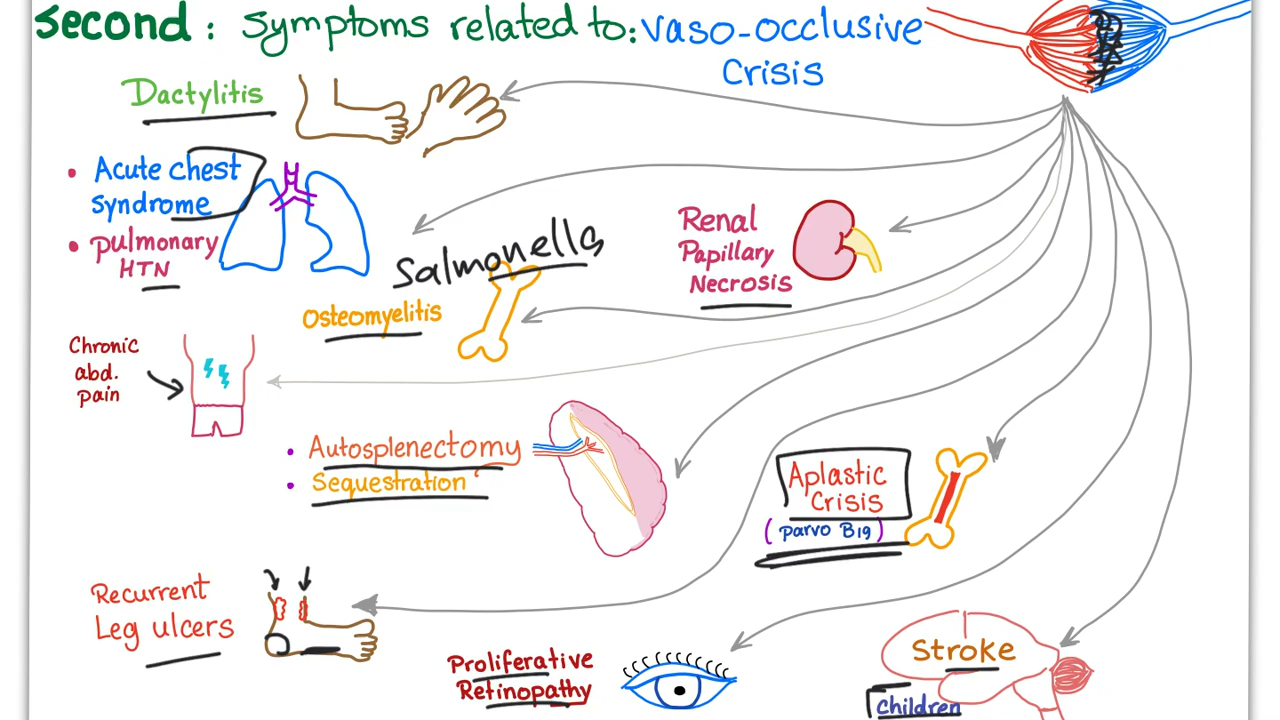 Second: Symptoms related to: Vaso-occlusive
Crisis
Dactylitis
• Acute chest
syndrome
• pulmonary
HTN
Salmonella
Osteomyelitis
Renal
Papillary
Necrosis
Chronic
abd.
pain
• Autosplenectomy
• Sequestration
Aplastic
Crisis
(Parvo B19)
Recurrent
Leg ulcers
Proliferative
Retinopathy
Stroke
Children